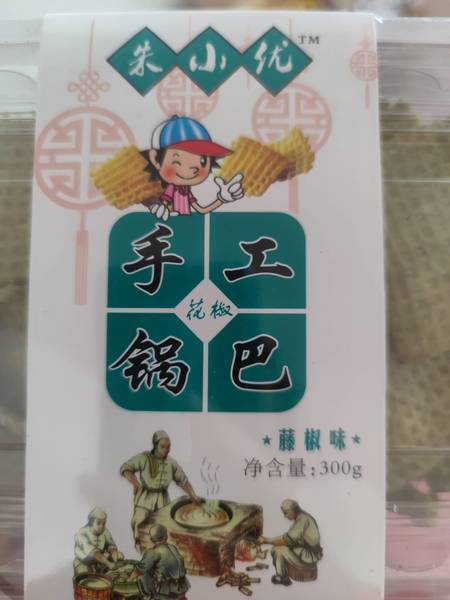 朱小优™
手工
花椒
锅巴
藤椒味
净含量:300g